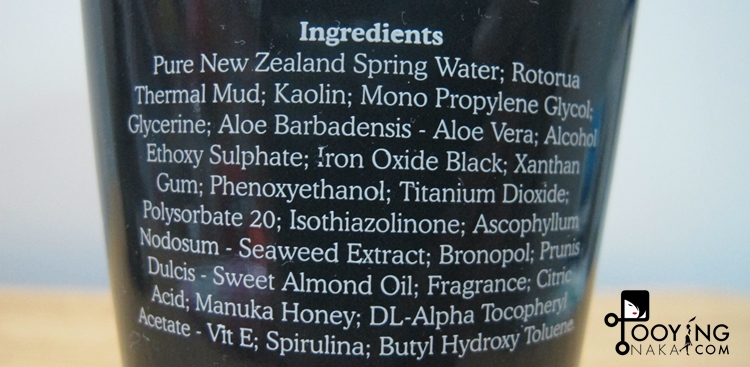 Ingredients
Pure New Zealand Spring Water; Rotorua
Thermal Mud; Kaolin; Mono Propylene Glycol;
Glycerine; Aloe Barbadensis - Aloe Vera; Alcohol
Ethoxy Sulphate; Iron Oxide Black; Xanthan
Gum; Phenoxyethanol; Titanium Dioxide;
Polysorbate 20; Isothiazolinone; Ascophyllum
Nodosum - Seaweed Extract; Bronopol; Prunis
Dulcis - Sweet Almond Oil; Fragrance; Citric
Acid; Manuka Honey; DL-Alpha Tocopheryl
Acetate - Vit E; Spirulina; Butyl Hydroxy Toluene
JOOYING
NAKA.COM